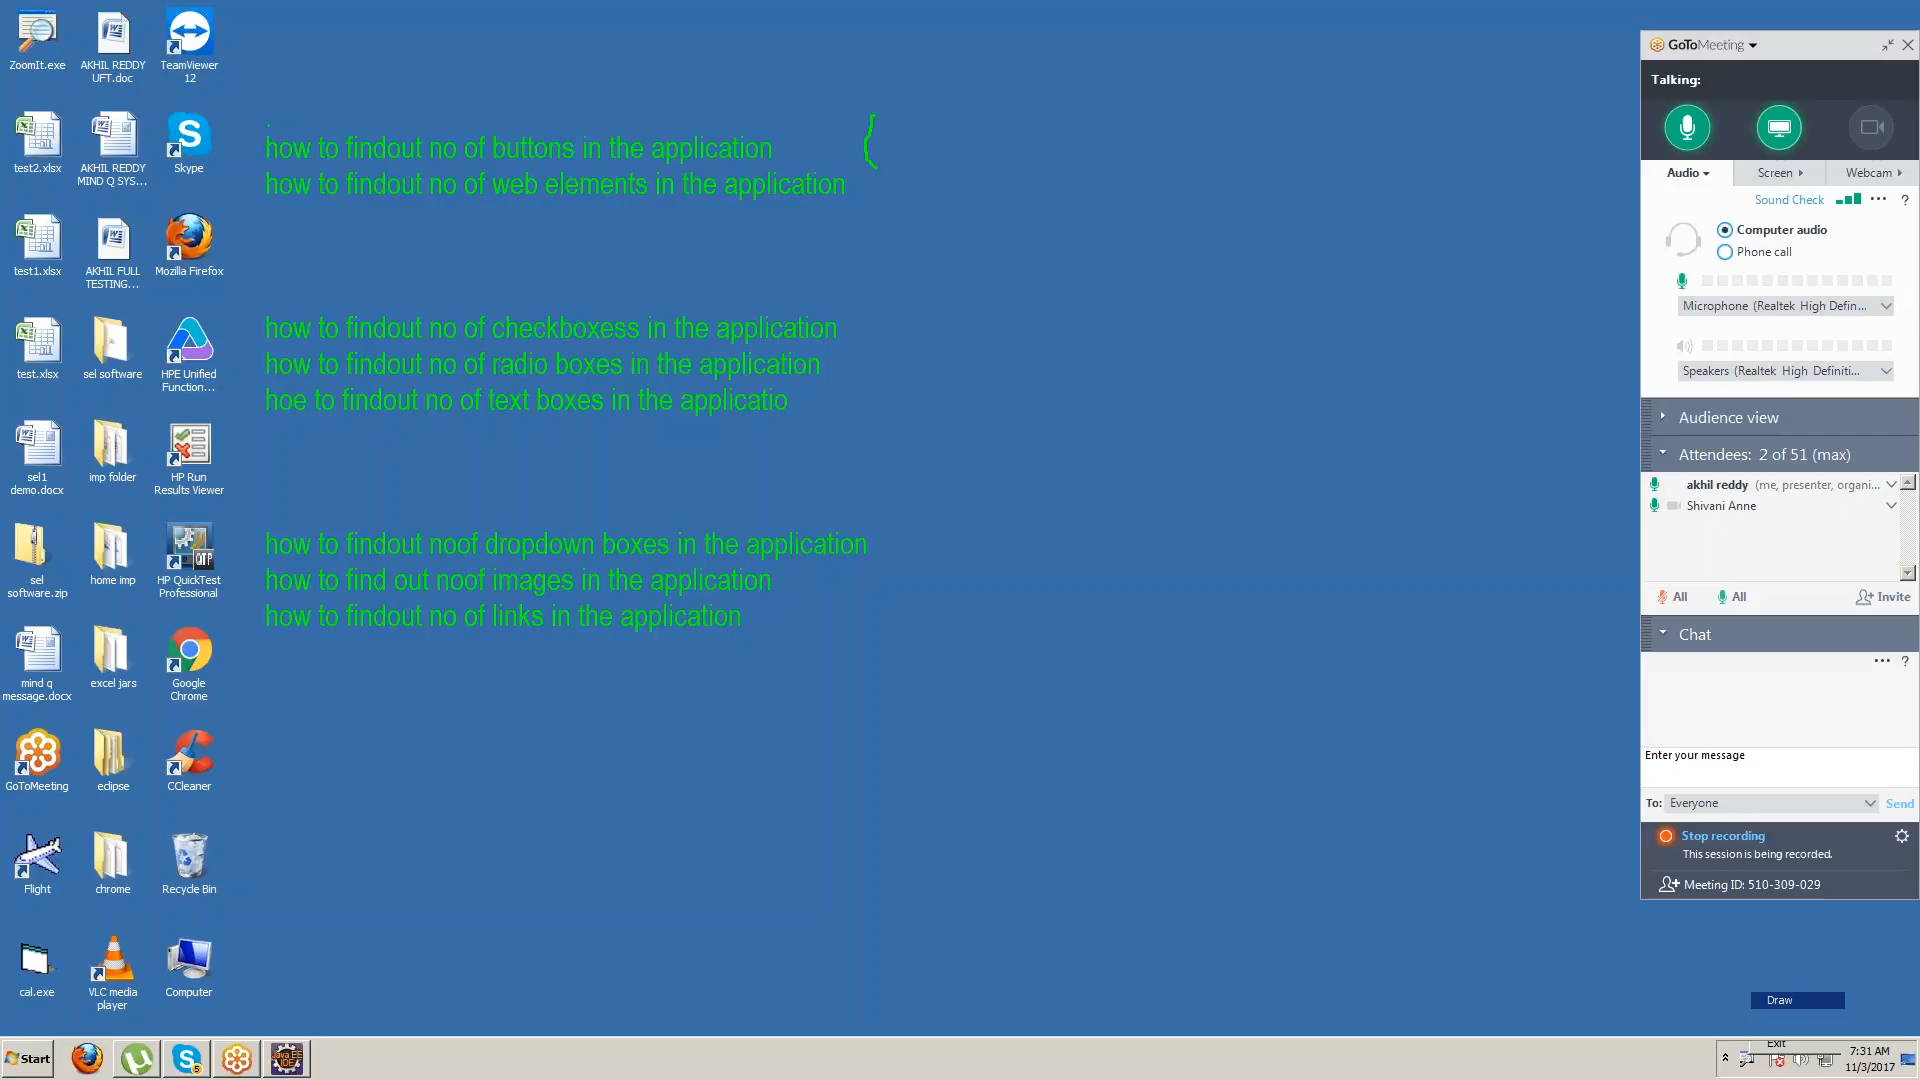 ZoomIt.exe
AKHIL REDDY
UFT.doc
TeamViewer
12
test2.xlsx
AKHIL REDDY
MIND Q SYS...
Skype
test1.xlsx
AKHIL FULL
TESTING...
Mozilla Firefox
test.xlsx
sel software
HPE Unified
Function...
sel1
demo.docx
imp folder
HP Run
Results Viewer
sel
software.zip
home imp
QTP
HP QuickTest
Professional
mind q
message.docx
excel jars
Google
Chrome
GoToMeeting
eclipse
CCleaner
Flight
chrome
Recycle Bin
cal.exe
VLC media
player
Computer
how to findout no of buttons in the application
how to findout no of web elements in the application
how to findout no of checkboxess in the application
how to findout no of radio boxes in the application
hoe to findout no of text boxes in the applicatio
how to findout noof dropdown boxes in the application
how to find out noof images in the application
how to findout no of links in the application
GoToMeeting
Talking:
Audio Screen Webcam
Sound Check ... ?
Computer audio
Phone call
Microphone (Realtek High Defin...
Speakers (Realtek High Definiti...
Audience view
Attendees: 2 of 51 (max)
akhil reddy (me, presenter, organi...
Shivani Anne
All All Invite
Chat
... ?
Enter your message
To: Everyone Send
Stop recording
This session is being recorded.
Meeting ID: 510-309-029
Draw
Exit
Start
Java EE
IDE
7:31 AM
11/3/2017